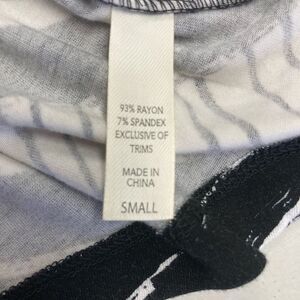 93% RAYON
7% SPANDEX
EXCLUSIVE OF
TRIMS
MADE IN
CHINA
SMALL